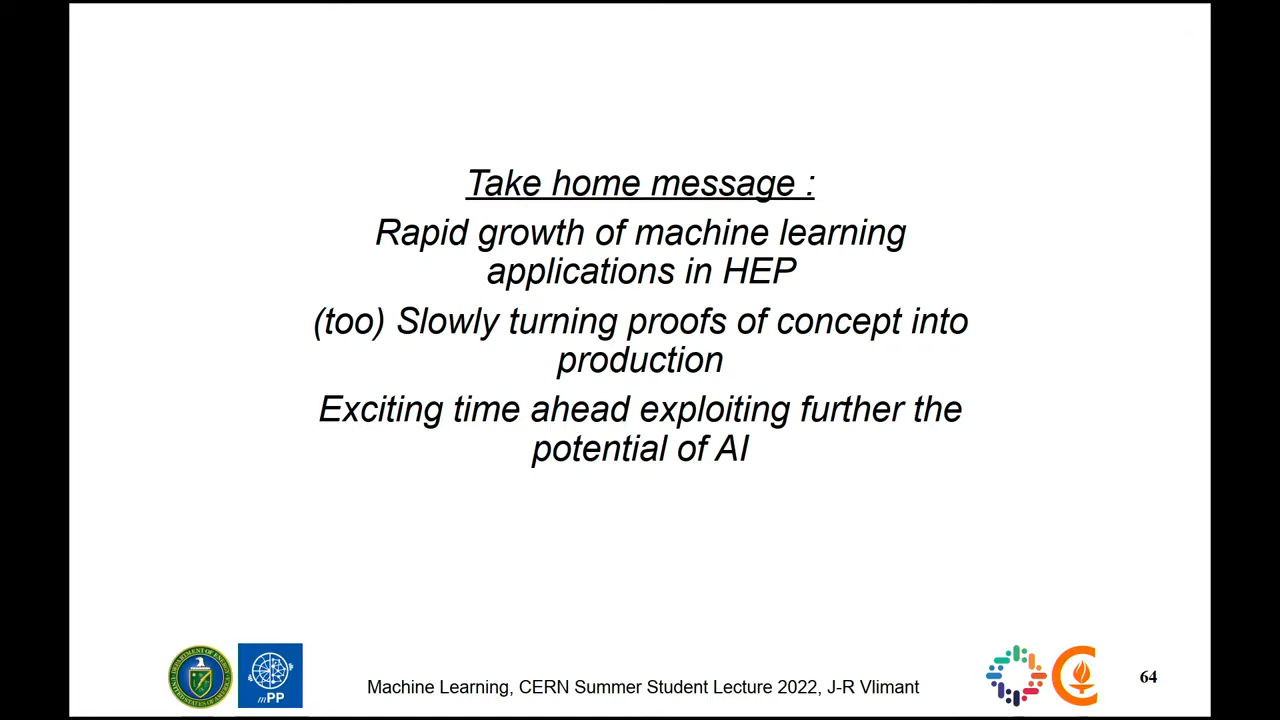 Take home message :
Rapid growth of machine learning
applications in HEP
(too) Slowly turning proofs of concept into
production
Exciting time ahead exploiting further the
potential of AI
mPP
Machine Learning, CERN Summer Student Lecture 2022, J-R Vlimant
64